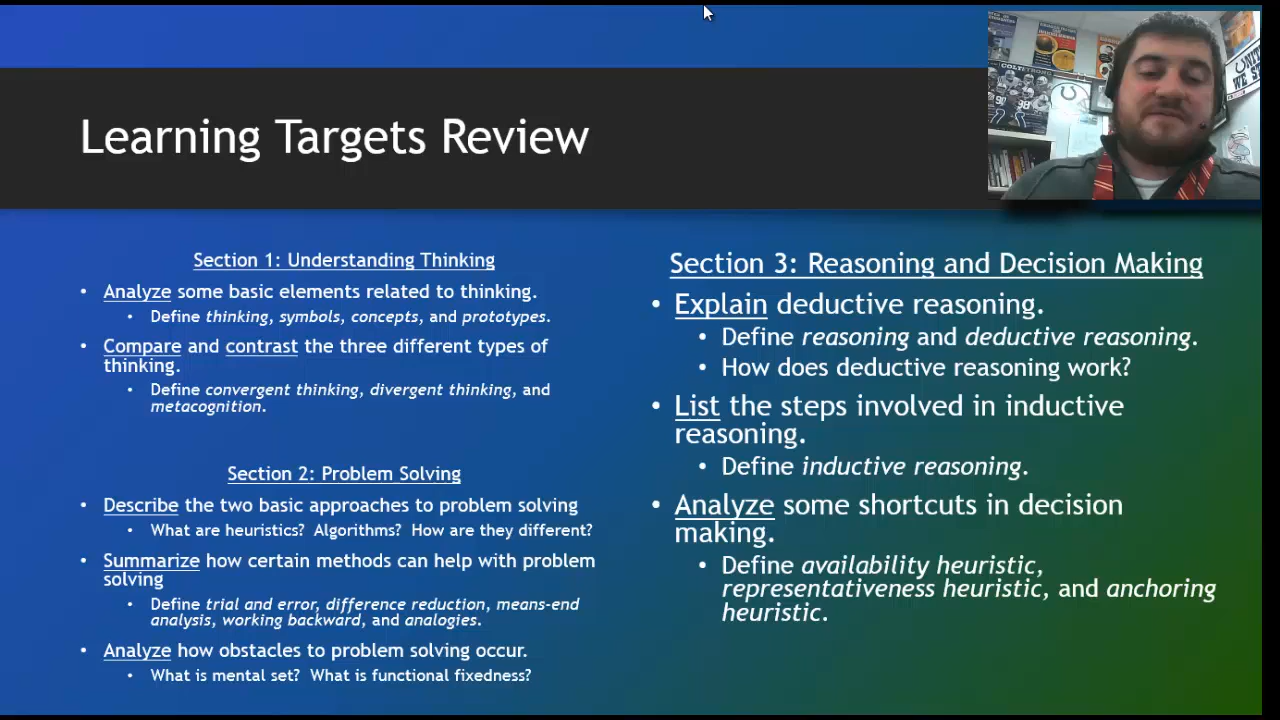 Learning Targets Review
COLTSTRONG
UNITE
WE ST
Section 1: Understanding Thinking
• Analyze some basic elements related to thinking.
• Define thinking, symbols, concepts, and prototypes.
• Compare and contrast the three different types of
thinking.
• Define convergent thinking, divergent thinking, and
metacognition.
Section 2: Problem Solving
• Describe the two basic approaches to problem solving
• What are heuristics? Algorithms? How are they different?
• Summarize how certain methods can help with problem
solving
• Define trial and error, difference reduction, means-end
analysis, working backward, and analogies.
• Analyze how obstacles to problem solving occur.
• What is mental set? What is functional fixedness?
Section 3: Reasoning and Decision Making
• Explain deductive reasoning.
• Define reasoning and deductive reasoning.
• How does deductive reasoning work?
• List the steps involved in inductive
reasoning.
• Define inductive reasoning.
• Analyze some shortcuts in decision
making.
• Define availability heuristic,
representativeness heuristic, and anchoring
heuristic.